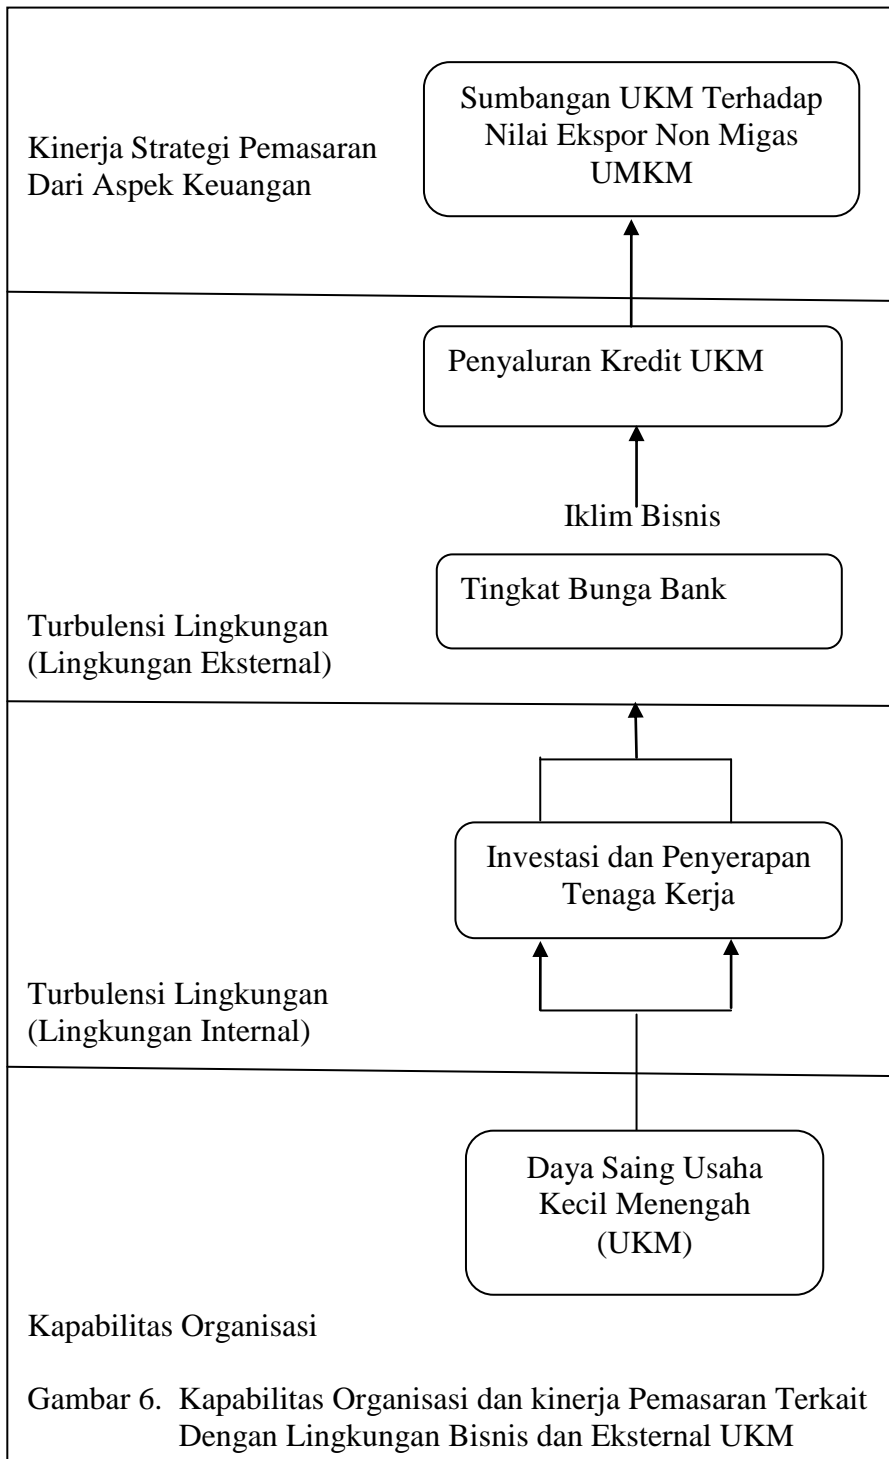 Sumbangan UKM Terhadap
Nilai Ekspor Non Migas
UMKM
Kinerja Strategi Pemasaran
Dari Aspek Keuangan
Penyaluran Kredit UKM
Iklim Bisnis
Tingkat Bunga Bank
Turbulensi Lingkungan
(Lingkungan Eksternal)
Investasi dan Penyerapan
Tenaga Kerja
Turbulensi Lingkungan
(Lingkungan Internal)
Daya Saing Usaha
Kecil Menengah
(UKM)
Kapabilitas Organisasi
Gambar 6. Kapabilitas Organisasi dan kinerja Pemasaran Terkait
Dengan Lingkungan Bisnis dan Eksternal UKM